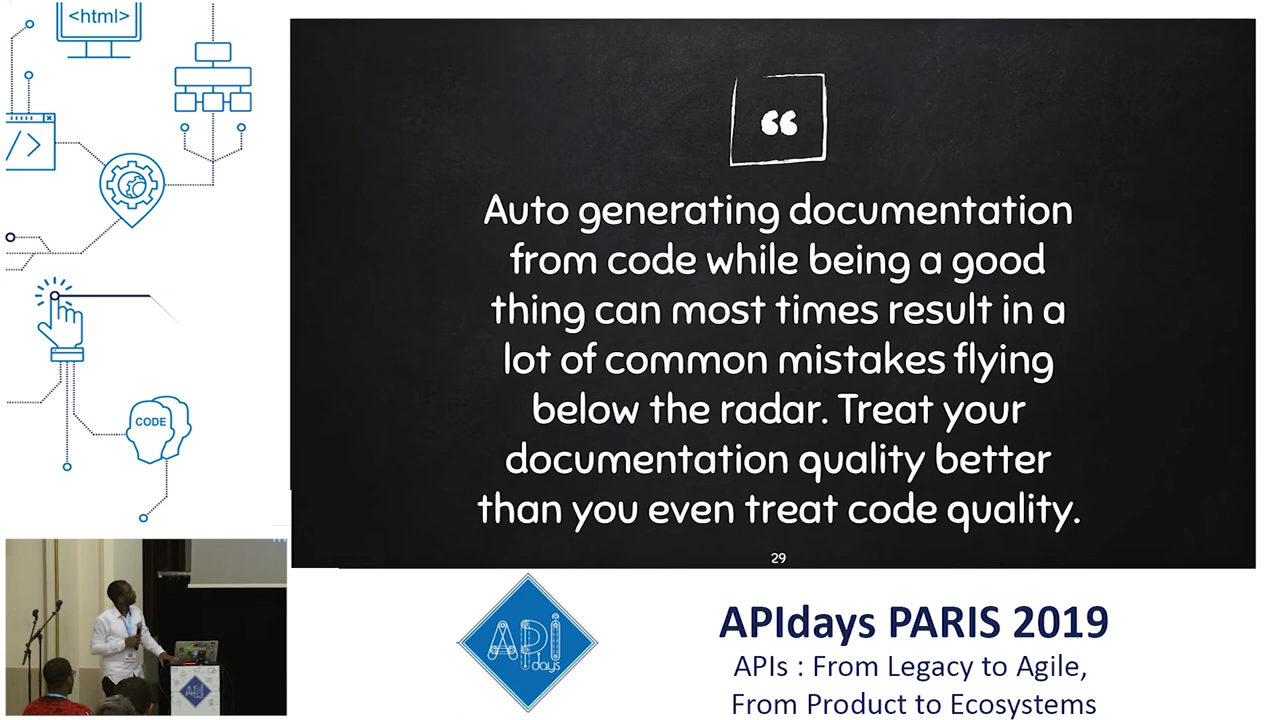 <html>
</>
CODE
“
Auto generating documentation
from code while being a good
thing can most times result in a
lot of common mistakes flying
below the radar. Treat your
documentation quality better
than you even treat code quality.
29
API
days
APIdays PARIS 2019
APIs : From Legacy to Agile,
From Product to Ecosystems